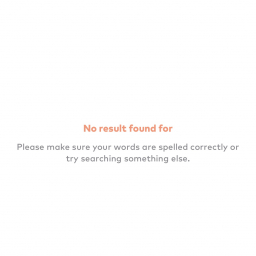 No result found for
Please make sure your words are spelled correctly or
try searching something else.